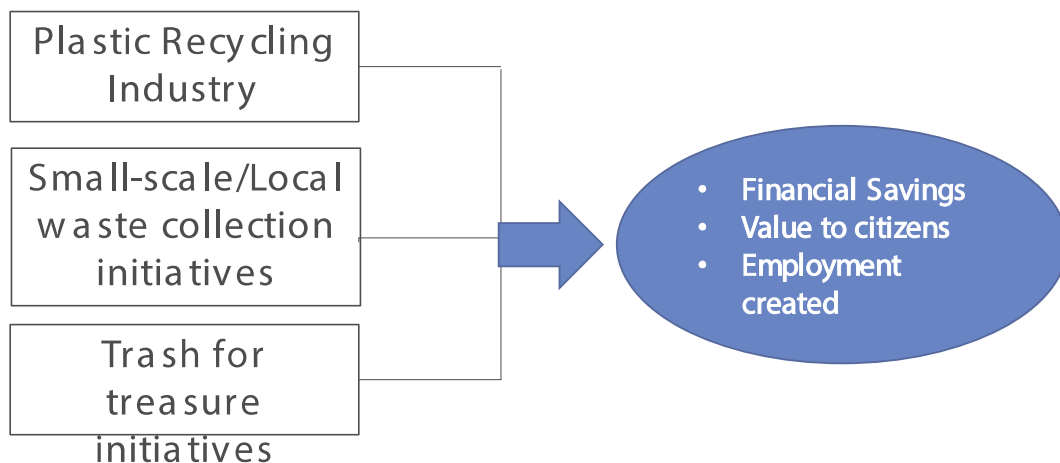 Plastic Recycling
Industry
Small-scale/Local
waste collection
initiatives
Trash for
treasure
initiatives
• Financial Savings
• Value to citizens
• Employment
created